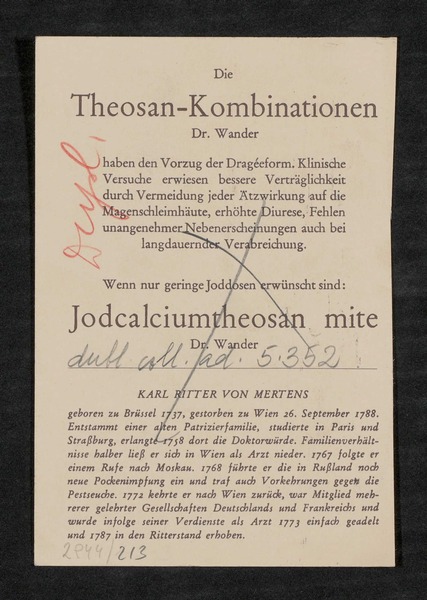 Die
Theosan-Kombinationen
Dr. Wander
haben den Vorzug der Dragéeform. Klinische
Versuche erwiesen bessere Verträglichkeit
durch Vermeidung jeder Ätzwirkung auf die
Magenschleimhäute, erhöhte Diurese, Fehlen
unangenehmer Nebenerscheinungen auch bei
langdauernder Verabreichung.
Wenn nur geringe Joddosen erwünscht sind:
Jodcalciumtheosan mite
Dr. Wander
dubl coll. ad. 5.352
KARL RITTER VON MERTENS
geboren zu Brüssel 1737, gestorben zu Wien 26. September 1788.
Entstammt einer alten Patrizierfamilie, studierte in Paris und
Straßburg, erlangte 1758 dort die Doktorwürde. Familienverhält-
nisse halber ließ er sich in Wien als Arzt nieder. 1767 folgte er
einem Rufe nach Moskau. 1768 führte er die in Rußland noch
neue Pockenimpfung ein und traf auch Vorkehrungen gegen die
Pestseuche. 1772 kehrte er nach Wien zurück, war Mitglied meh-
rerer gelehrter Gesellschaften Deutschlands und Frankreichs und
wurde infolge seiner Verdienste als Arzt 1773 einfach geadelt
und 1787 in den Ritterstand erhoben.
2944/213